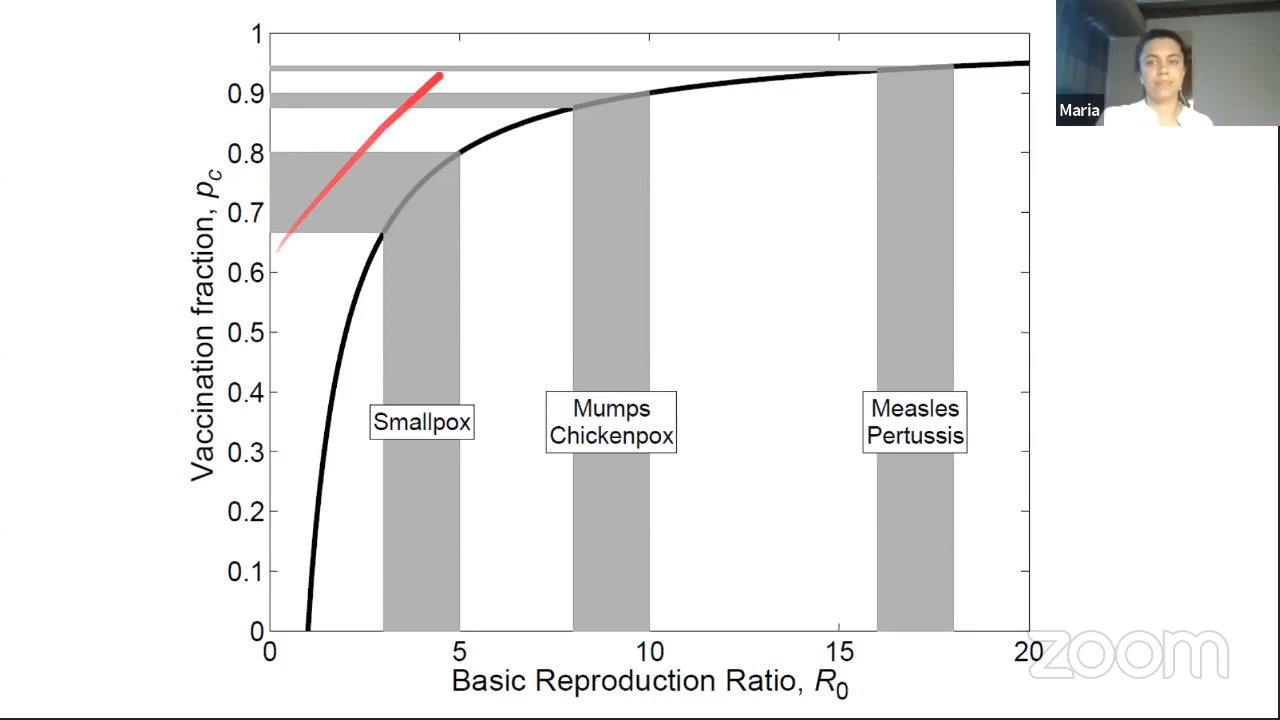 1
0.9
0.8
0.7
0.6
0.5
0.4
0.3
0.2
0.1
0
Vaccination fraction, pc
Smallpox
Mumps
Chickenpox
Measles
Pertussis
0 5 10 15 20
Basic Reproduction Ratio, R0
Maria
zoom